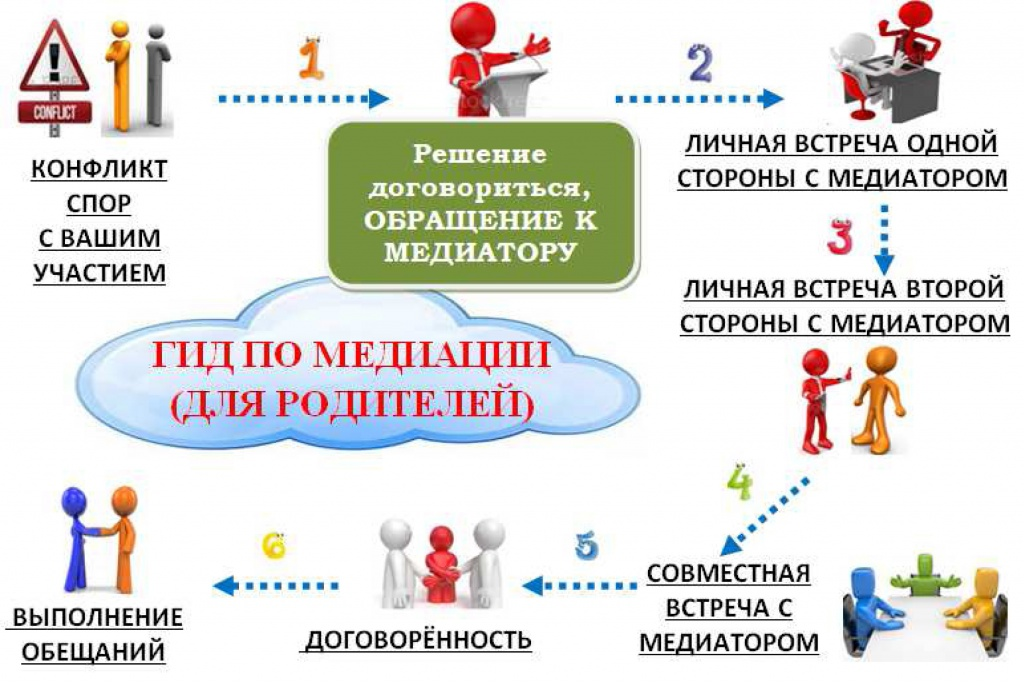 CONFLICT
КОНФЛИКТ
СПОР
С ВАШИМ
УЧАСТИЕМ
1
Решение
договориться,
ОБРАЩЕНИЕ К
МЕДИАТОРУ
2
ЛИЧНАЯ ВСТРЕЧА ОДНОЙ
СТОРОНЫ С МЕДИАТОРОМ
3
ЛИЧНАЯ ВСТРЕЧА ВТОРОЙ
СТОРОНЫ С МЕДИАТОРОМ
ГИД ПО МЕДИАЦИИ
(ДЛЯ РОДИТЕЛЕЙ)
4
СОВМЕСТНАЯ
ВСТРЕЧА С
МЕДИАТОРОМ
5
ДОГОВОРЁННОСТЬ
6
ВЫПОЛНЕНИЕ
ОБЕЩАНИЙ